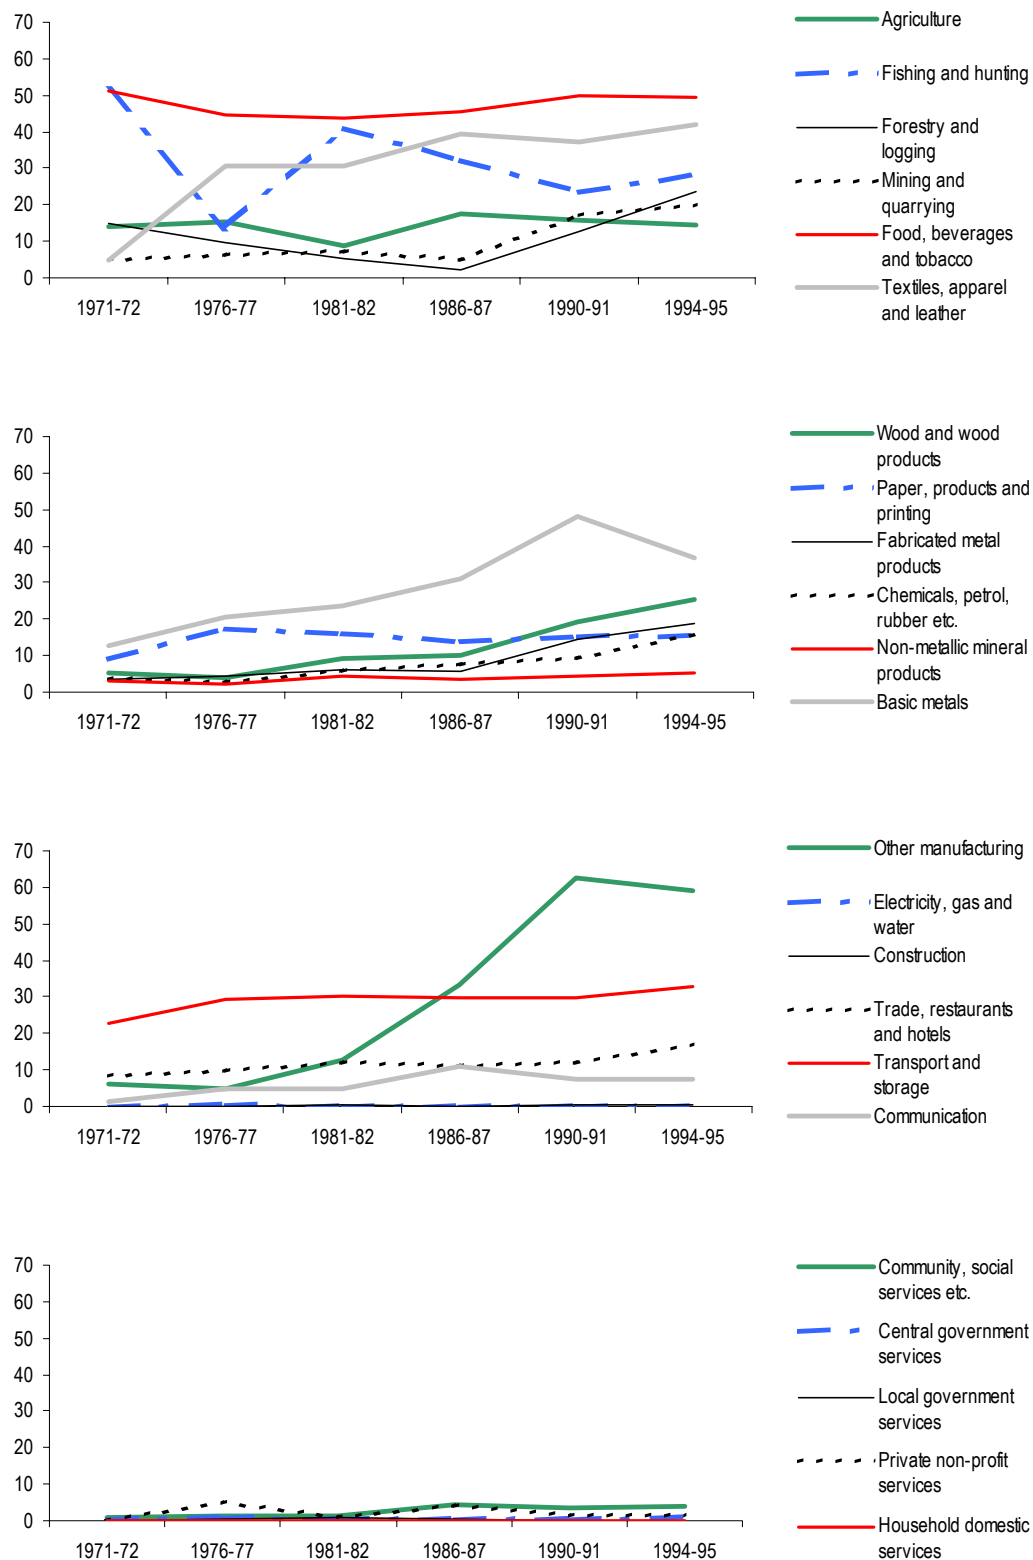 70
60
50
40
30
20
10
0
1971-72 1976-77 1981-82 1986-87 1990-91 1994-95
Agriculture
Fishing and hunting
Forestry and
logging
Mining and
quarrying
Food, beverages
and tobacco
Textiles, apparel
and leather
70
60
50
40
30
20
10
0
1971-72 1976-77 1981-82 1986-87 1990-91 1994-95
Wood and wood
products
Paper, products and
printing
Fabricated metal
products
Chemicals, petrol,
rubber etc.
Non-metallic mineral
products
Basic metals
70
60
50
40
30
20
10
0
1971-72 1976-77 1981-82 1986-87 1990-91 1994-95
Other manufacturing
Electricity, gas and
water
Construction
Trade, restaurants
and hotels
Transport and
storage
Communication
70
60
50
40
30
20
10
0
1971-72 1976-77 1981-82 1986-87 1990-91 1994-95
Community, social
services etc.
Central government
services
Local government
services
Private non-profit
services
Household domestic
services